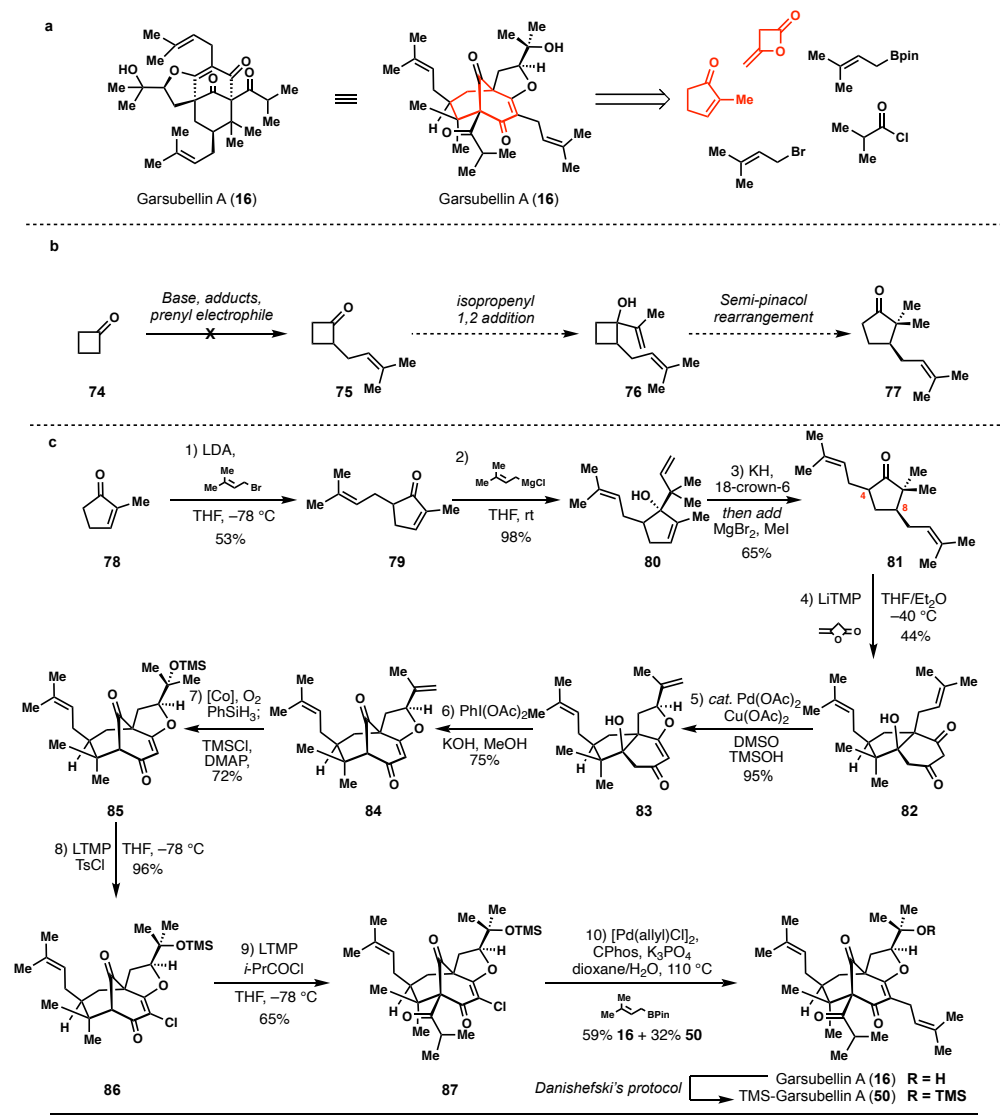 a
Me
Me
HO
Me
Me
O
O
O
O
Me
Me
Me
Me
Me
Me
Garsubellin A (16)
Me
Me
OH
O
H
Me
Me
O
Me
H
O
Me
O
Me
Me
Me
Me
Garsubellin A (16)
O
O
O
Me
Me
Me
Bpin
Me
Me
Br
O
Me
Cl
Me
b
O
74
Base, adducts,
prenyl electrophile
X
O
Me
Me
75
isopropenyl
1,2 addition
OH
Me
Me
Me
76
Semi-pinacol
rearrangement
O
Me
Me
Me
Me
77
c
O
Me
78
1) LDA,
Me
Me
Br
THF, –78 °C
53%
Me
Me
O
Me
79
2)
Me
Me
MgCl
THF, rt
98%
Me
Me
HO
Me
Me
Me
80
3) KH,
18-crown-6
then add
MgBr2, MeI
65%
Me
Me
O
Me
Me
4
8
Me
Me
81
4) LiTMP
O
O
THF/Et2O
–40 °C
44%
Me
Me
Me
Me
HO
O
Me
H
Me
O
82
5) cat. Pd(OAc)2
Cu(OAc)2
DMSO
TMSOH
95%
Me
Me
Me
H
HO
O
Me
H
Me
O
83
6) PhI(OAc)2
KOH, MeOH
75%
Me
Me
Me
O
H
O
Me
H
Me
O
84
7) [Co], O2
PhSiH3;
TMSCl,
DMAP,
72%
Me
OTMS
Me
Me
Me
O
H
O
Me
H
Me
O
85
8) LTMP
TsCl
THF, –78 °C
96%
Me
Me
OTMS
Me
Me
O
H
O
Me
H
Me
O
Cl
86
9) LTMP
i-PrCOCl
THF, –78 °C
65%
Me
Me
OTMS
Me
Me
O
H
O
Me
H
O
Me
O
Cl
Me
Me
87
10) [Pd(allyl)Cl]2,
CPhos, K3PO4
dioxane/H2O, 110 °C
Me
Me
BPin
59% 16 + 32% 50
Me
Me
OR
Me
Me
O
H
O
Me
H
O
Me
O
Me
Me
Me
Me
Garsubellin A (16) R = H
Danishefski's protocol
TMS-Garsubellin A (50) R = TMS